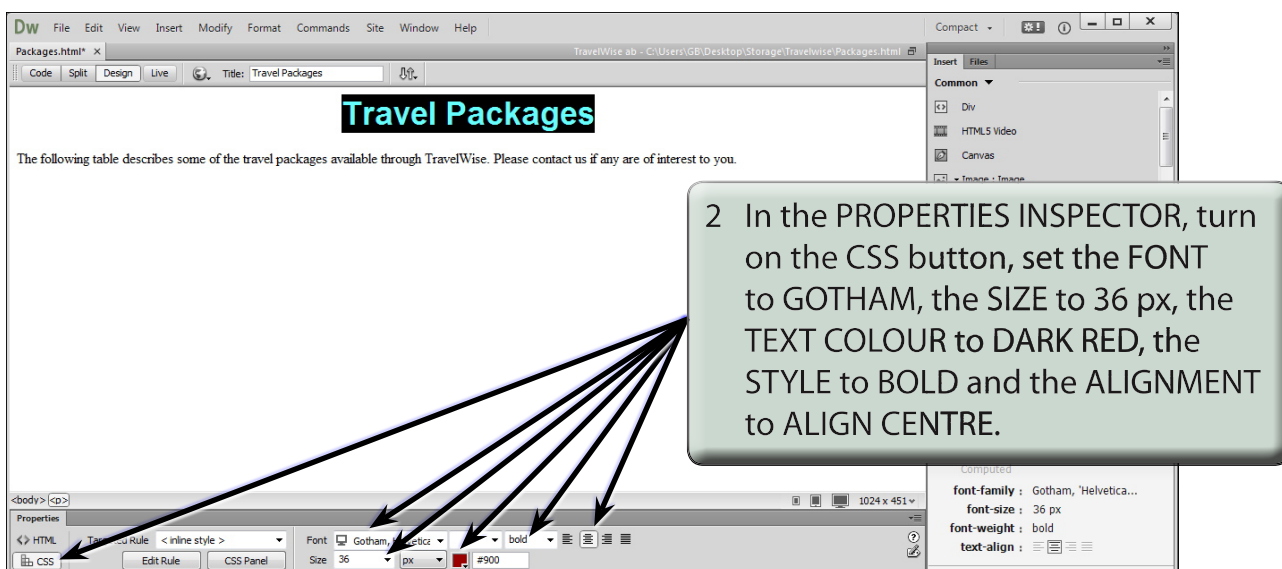 DW File Edit View Insert Modify Format Commands Site Window Help
Compact
Packages.html* ×
TravelWise ab - C:\Users\GB\Desktop\Storage\Travelwise\Packages.html
Code Split Design Live Title: Travel Packages
Insert Files
Common
Div
HTML5 Video
Canvas
Image : Image
Travel Packages
The following table describes some of the travel packages available through TravelWise. Please contact us if any are of interest to you.
2 In the PROPERTIES INSPECTOR, turn
on the CSS button, set the FONT
to GOTHAM, the SIZE to 36 px, the
TEXT COLOUR to DARK RED, the
STYLE to BOLD and the ALIGNMENT
to ALIGN CENTRE.
Computed
font-family : Gotham, 'Helvetica...
font-size : 36 px
font-weight : bold
text-align :
<body> <p>
1024 x 451
Properties
<> HTML Rule < inline style > Font Gotham, bold
CSS Edit Rule CSS Panel Size 36 px #900